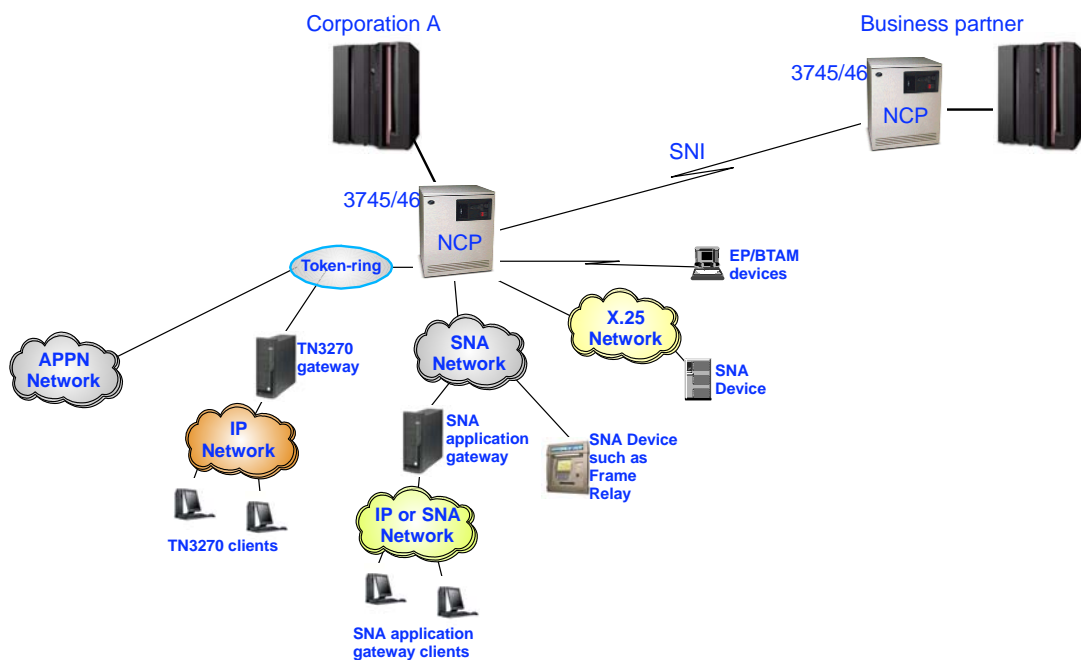 Corporation A
Business partner
3745/46
NCP
SNI
3745/46
NCP
Token-ring
EP/BTAM
devices
X.25
Network
APPN
Network
TN3270
gateway
SNA
Network
SNA
Device
IP
Network
SNA
application
gateway
SNA Device
such as
Frame
Relay
TN3270 clients
IP or SNA
Network
SNA application
gateway clients